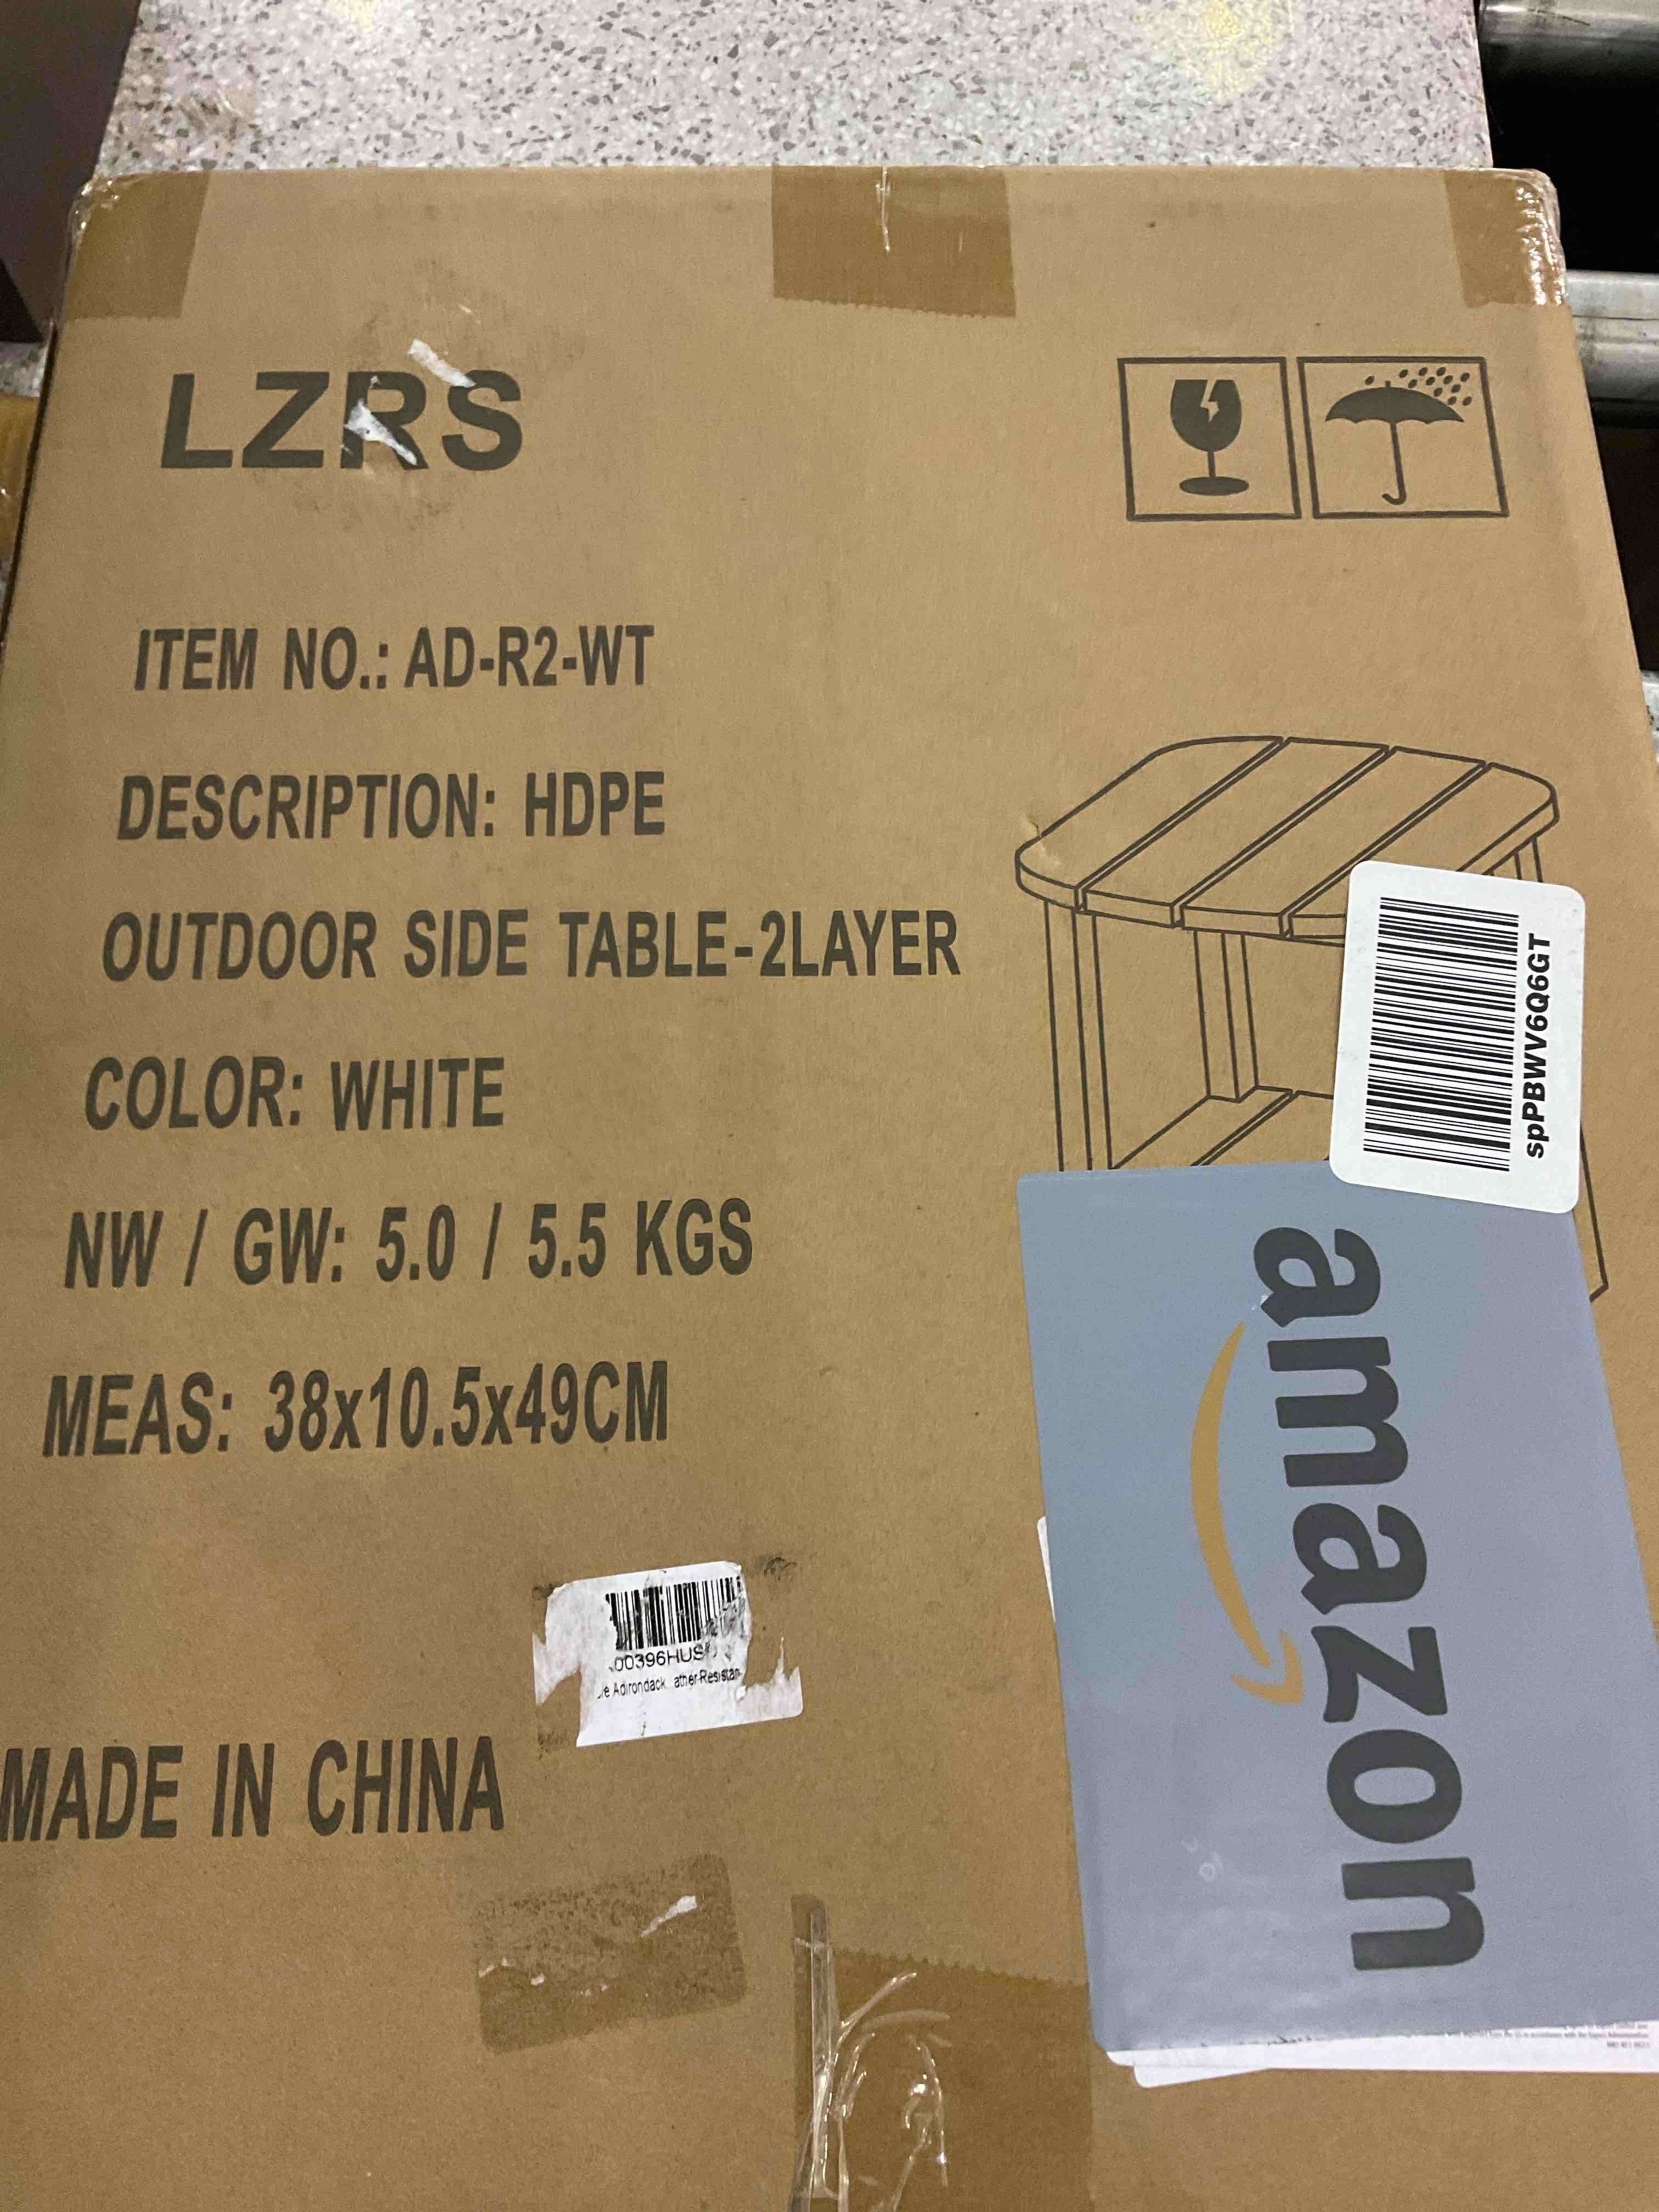 LZRS
ITEM NO.: AD-R2-WT
DESCRIPTION: HDPE
OUTDOOR SIDE TABLE-2LAYER
COLOR: WHITE
NW / GW: 5.0 / 5.5 KGS
MEAS: 38x10.5x49CM
spPBWV6Q6GT
amazon
00396HUS
Adirondack
MADE IN CHINA